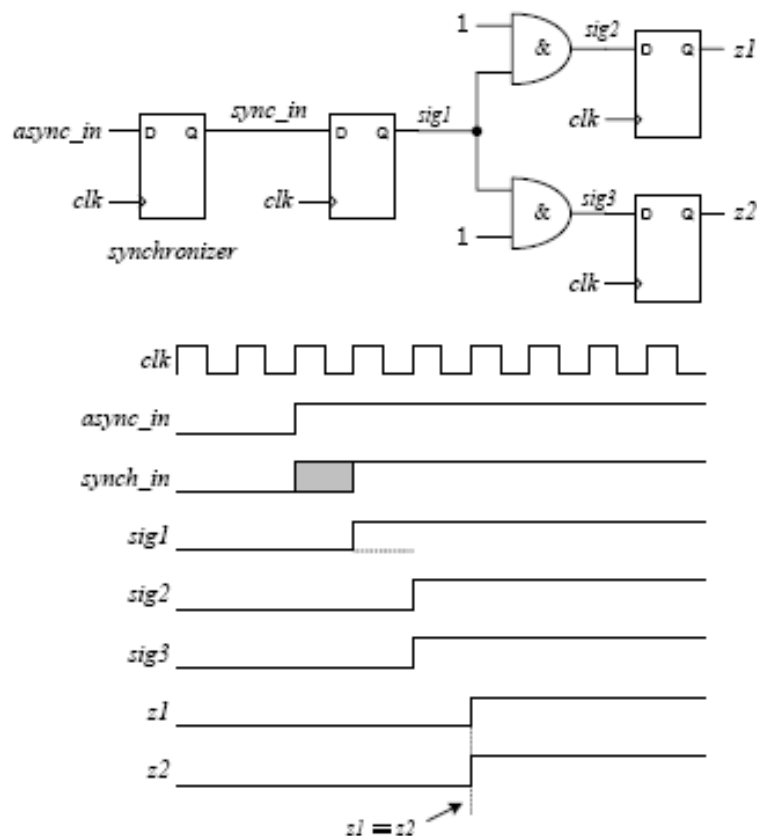 1
sig2
D Q
z1
&
clk
async_in
D Q
sync_in
D Q
sig1
clk
clk
synchronizer
&
sig3
D Q
z2
1
clk
clk
async_in
synch_in
sig1
sig2
sig3
z1
z2
z1 = z2